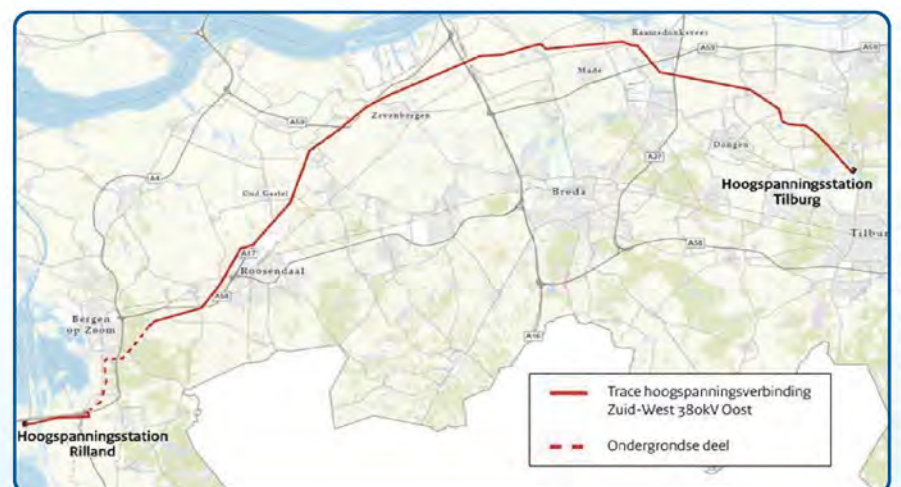 Raamsdonksveer
A59
A59
Made
Zevenbergen
A59
A4
Dongen
A27
Oud Gastel
Breda
Hoogspanningsstation
Tilburg
A17
Roosendaal
A58
Tilbur
A58
Bergen
op Zoom
A16
Trace hoogspanningsverbinding
Zuid-West 380kV Oost
Hoogspanningsstation
Rilland
Ondergrondse deel